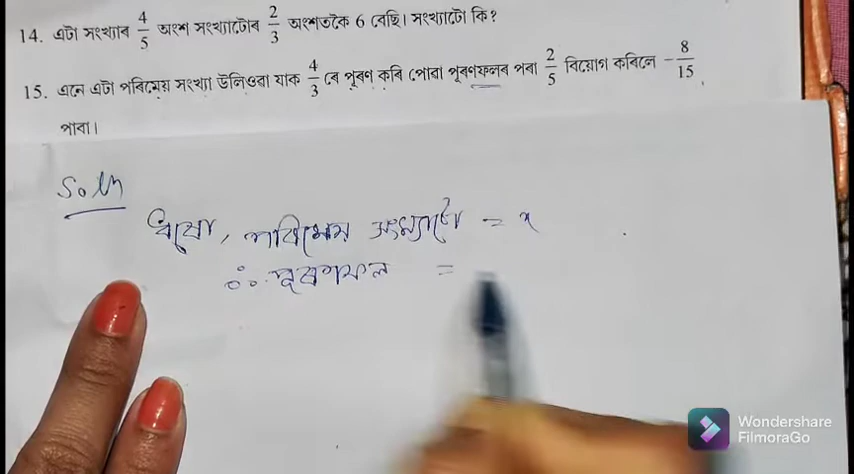 14. এটা সংখ্যাৰ 4/5 অংশ সংখ্যাটোৰ 2/3 অংশতকৈ 6 বেছি। সংখ্যাটো কি?
15. এনে এটা পৰিমেয় সংখ্যা উলিওৱা যাক 4/3 ৰে পূৰণ কৰি পোৱা পূৰণফলৰ পৰা 2/5 বিয়োগ কৰিলে -8/15
পাবা।
Soln
ধৰো, পৰিমেয় সংখ্যাটো = x
∴ পূৰণফল =
Wondershare
FilmoraGo